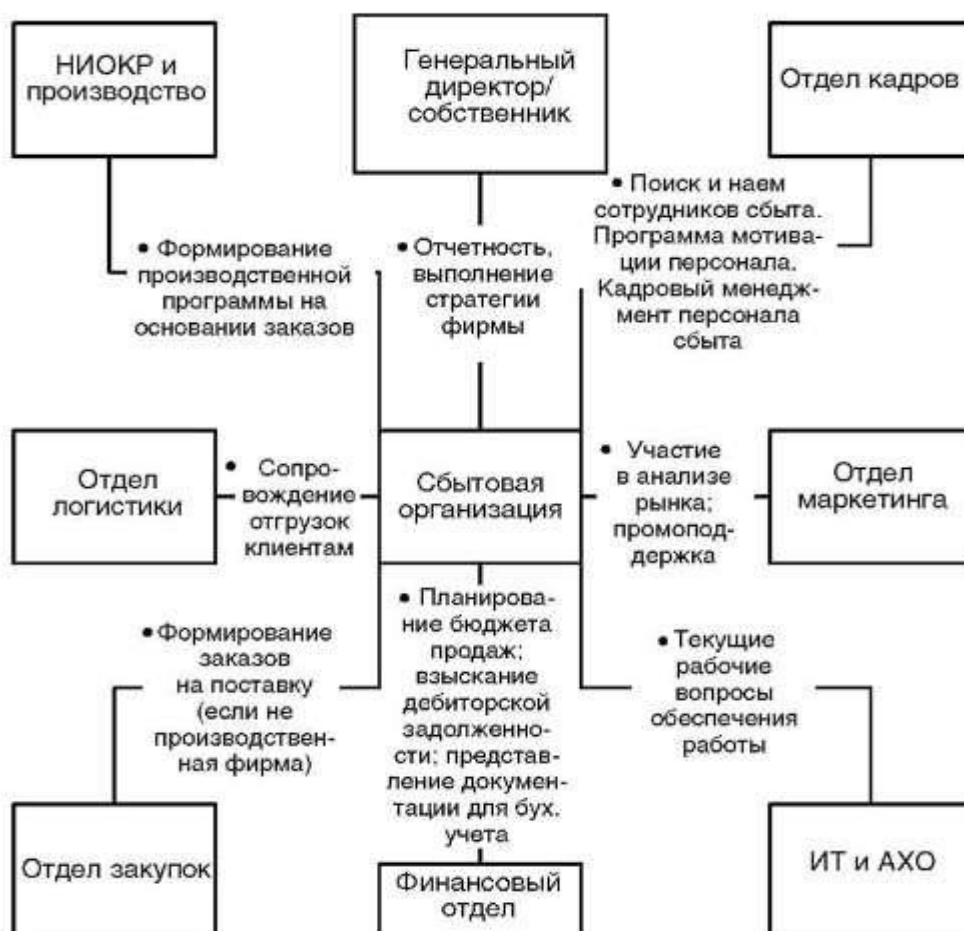 НИОКР и
производство
Генеральный
директор/
собственник
Отдел кадров
• Формирование
производственной
программы на
основании заказов
• Отчетность,
выполнение
стратегии
фирмы
• Поиск и наем
сотрудников сбыта.
Программа мотива-
ции персонала.
Кадровый менедж-
мент персонала
сбыта
Отдел
логистики
• Сопро-
вождение
отгрузок
клиентам
Сбытовая
организация
• Участие
в анализе
рынка;
промопод-
держка
Отдел
маркетинга
• Формирование
заказов
на поставку
(если не
производствен-
ная фирма)
• Планирова-
ние бюджета
продаж;
взыскание
дебиторской
задолженно-
сти; представ-
ление докумен-
тации для бух.
учета
• Текущие
рабочие
вопросы
обеспечения
работы
Отдел закупок
Финансовый
отдел
ИТ и АХО